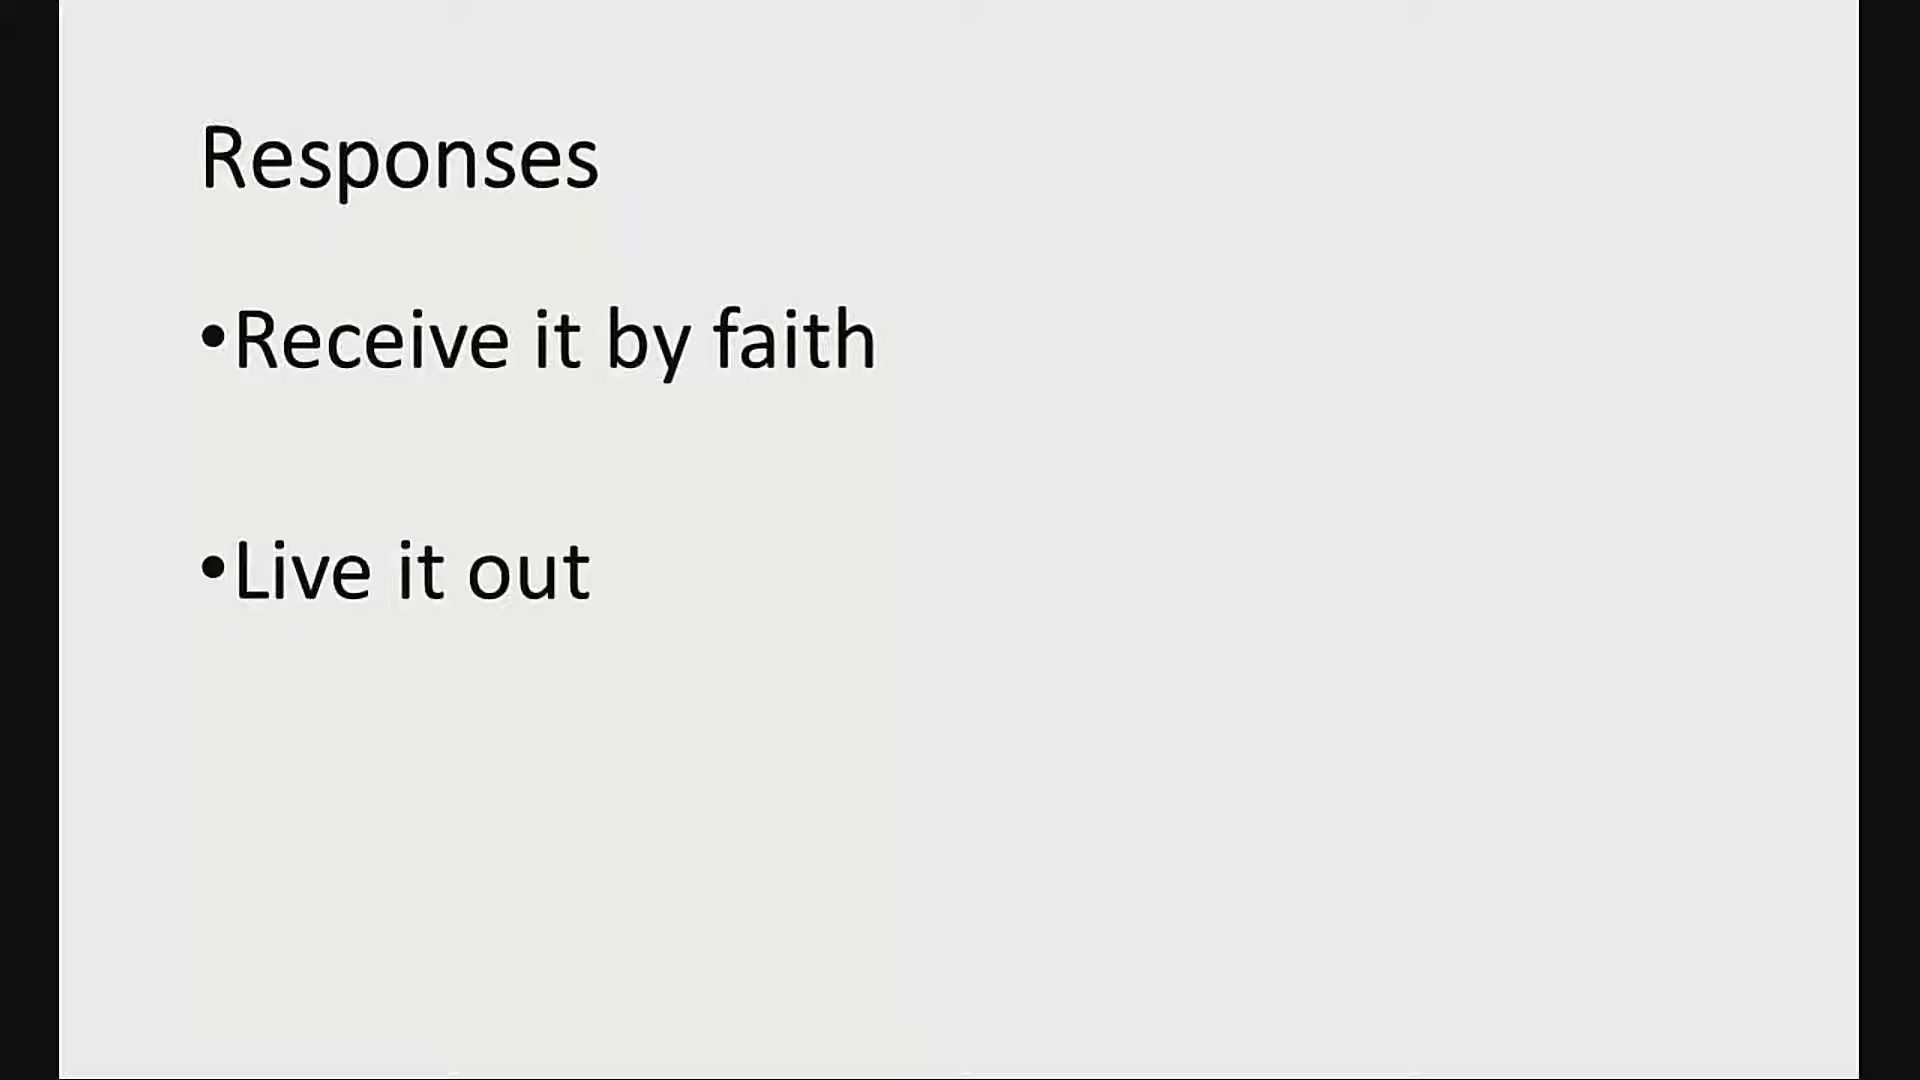 Responses
•Receive it by faith
•Live it out